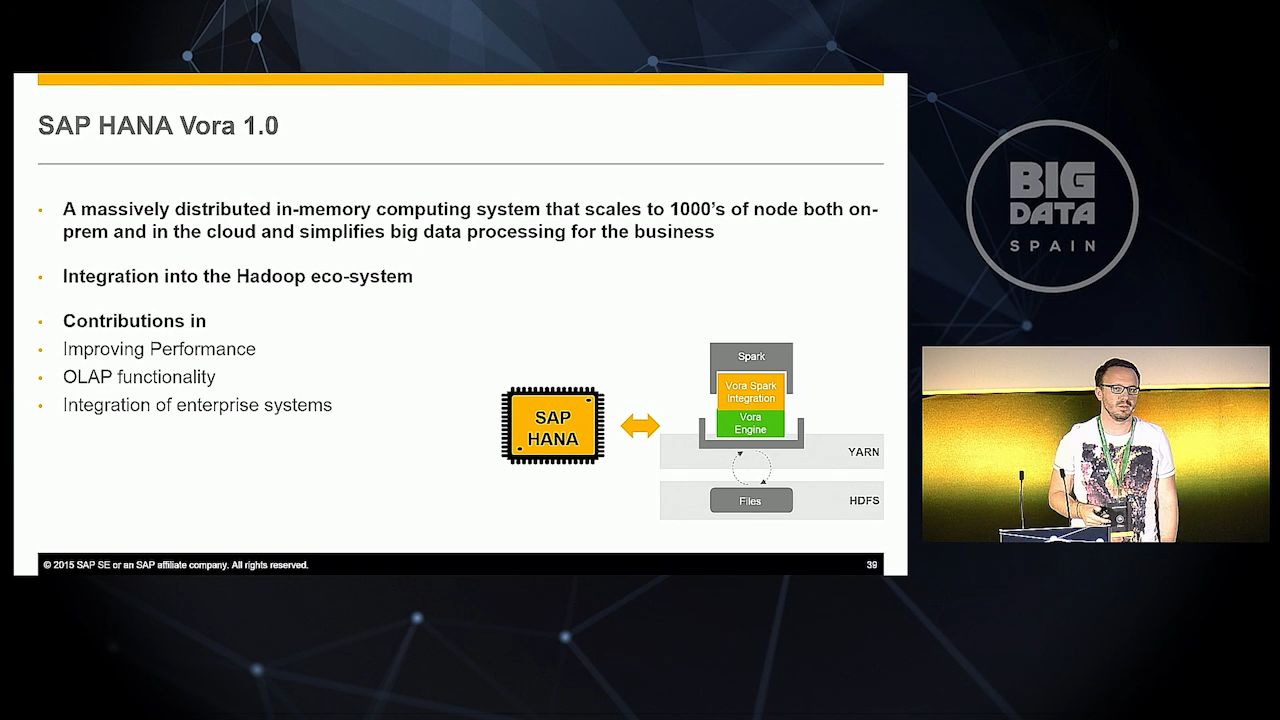 SAP HANA Vora 1.0
A massively distributed in-memory computing system that scales to 1000's of node both on-
prem and in the cloud and simplifies big data processing for the business
Integration into the Hadoop eco-system
Contributions in
Improving Performance
OLAP functionality
Integration of enterprise systems
SAP
HANA
Spark
Vora Spark
Integration
Vora
Engine
YARN
Files
HDFS
© 2015 SAP SE or an SAP affiliate company. All rights reserved.
39
BIG
DATA
SPAIN